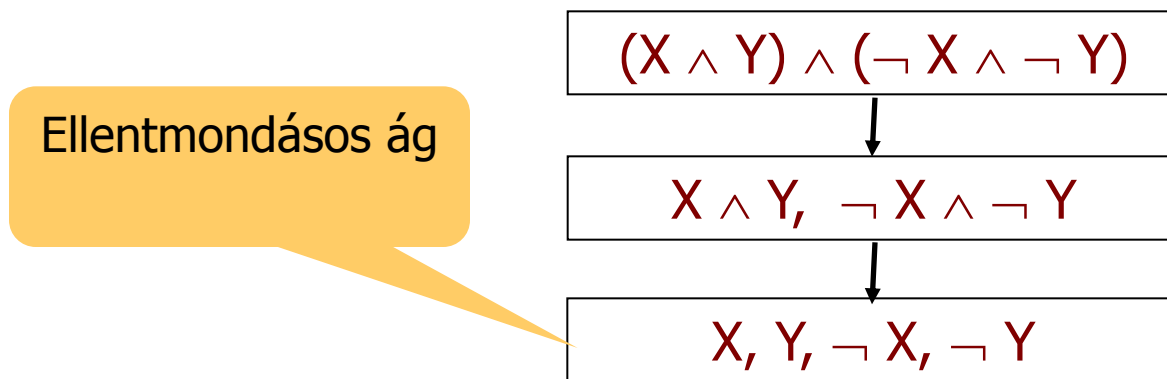 (X ∧ Y) ∧ (¬ X ∧ ¬ Y)
Ellentmondásos ág
X ∧ Y, ¬ X ∧ ¬ Y
X, Y, ¬ X, ¬ Y